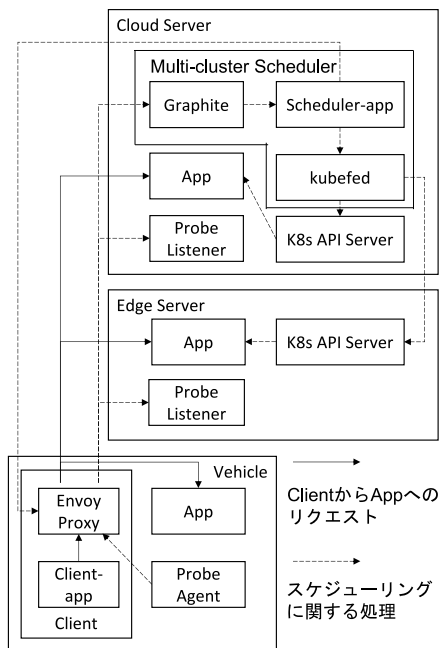 Cloud Server
Multi-cluster Scheduler
Graphite
Scheduler-app
App
kubefed
Probe
Listener
K8s API Server
Edge Server
App
K8s API Server
Probe
Listener
Vehicle
Envoy
Proxy
App
Client-
app
Probe
Agent
Client
ClientからAppへの
リクエスト
スケジューリング
に関する処理